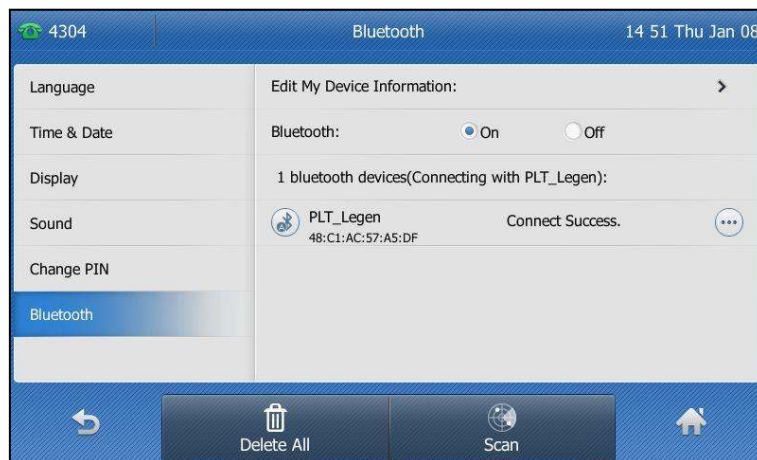 4304 Bluetooth 14 51 Thu Jan 08
Language
Time & Date
Display
Sound
Change PIN
Bluetooth
Edit My Device Information:
Bluetooth: On Off
1 bluetooth devices(Connecting with PLT_Legen):
PLT_Legen Connect Success.
48:C1:AC:57:A5:DF
Delete All Scan